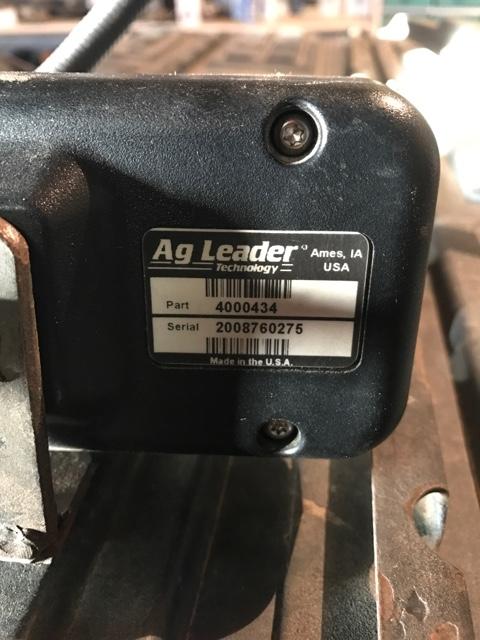 Ag Leader
Technology
Ames, IA
USA
Part 4000434
Serial 2008760275
Made in the U.S.A.